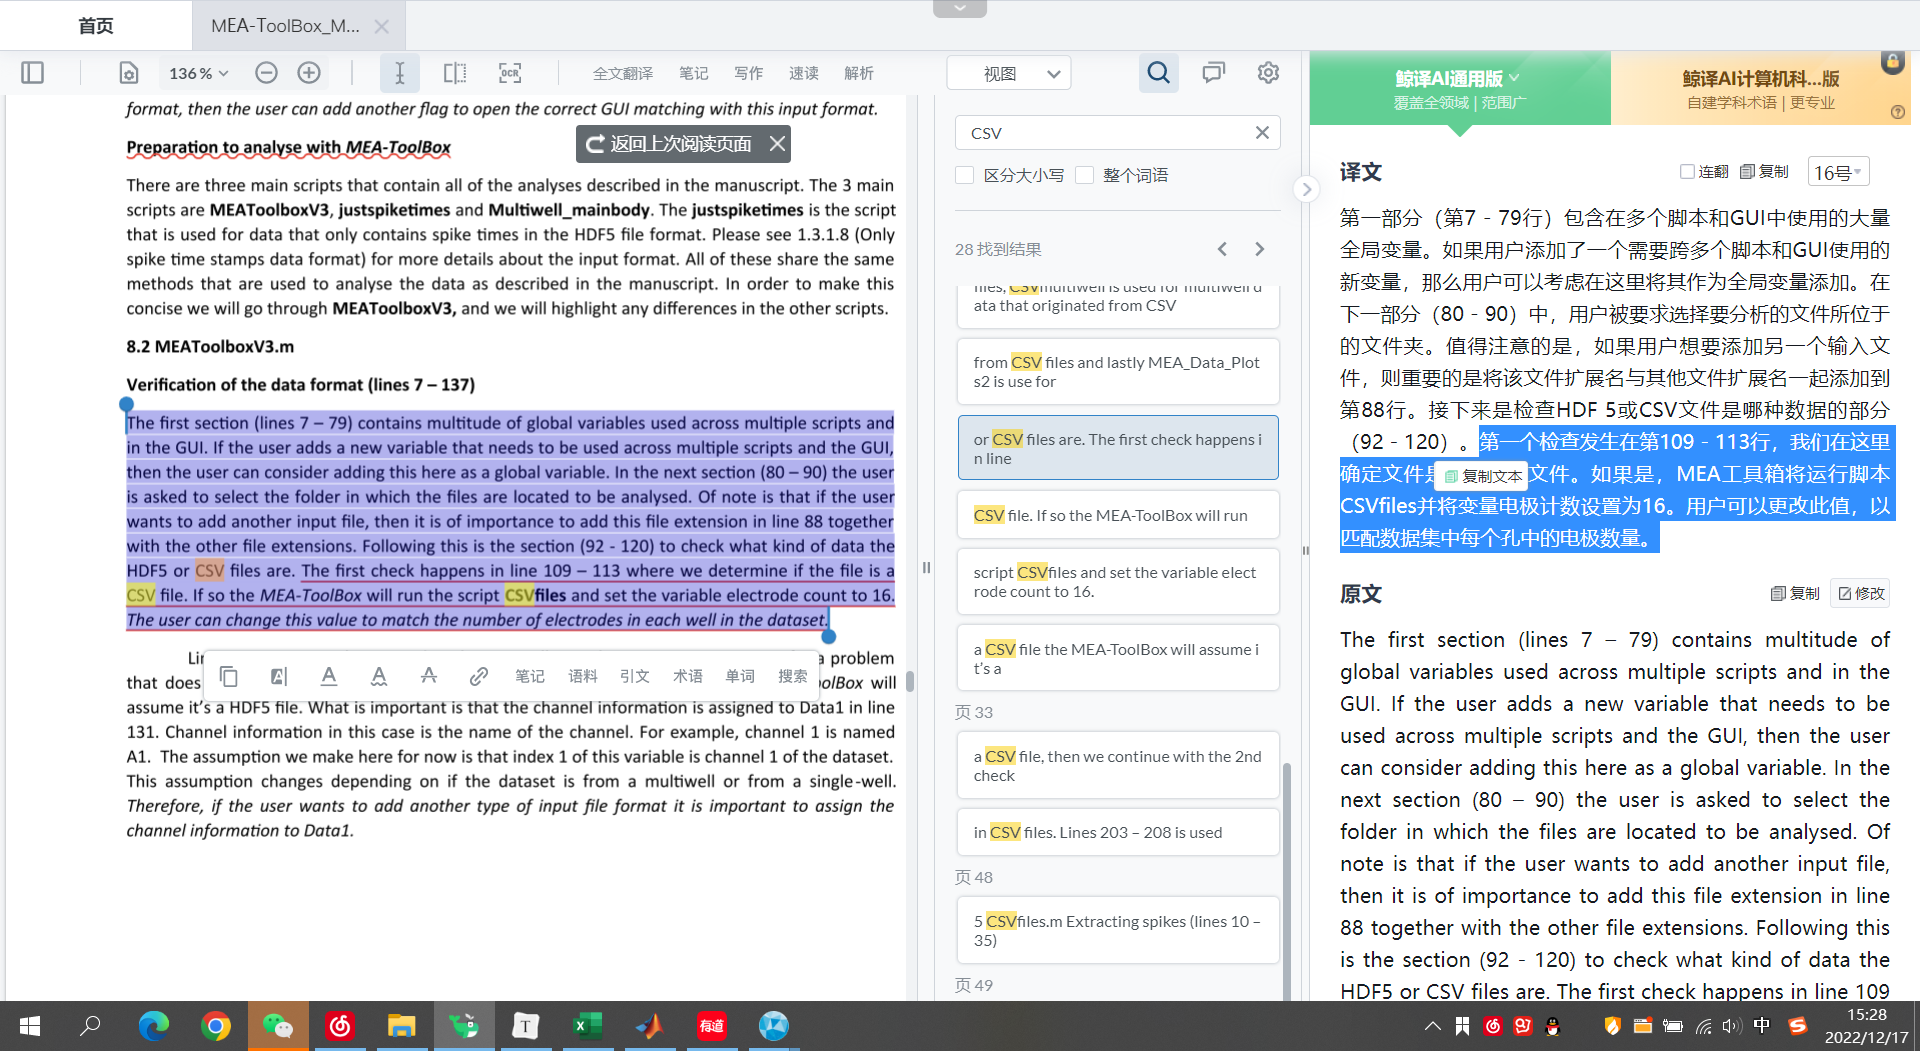 首页
MEA-ToolBox_M...
136 %
OCR
全文翻译
笔记
写作
速读
解析
视图
format, then the user can add another flag to open the correct GUI matching with this input format.
返回上次阅读页面
Preparation to analyse with MEA-ToolBox
There are three main scripts that contain all of the analyses described in the manuscript. The 3 main
scripts are MEAToolboxV3, justspiketimes and Multiwell_mainbody. The justspiketimes is the script
that is used for data that only contains spike times in the HDF5 file format. Please see 1.3.1.8 (Only
spike time stamps data format) for more details about the input format. All of these share the same
methods that are used to analyse the data as described in the manuscript. In order to make this
concise we will go through MEAToolboxV3, and we will highlight any differences in the other scripts.
8.2 MEAToolboxV3.m
Verification of the data format (lines 7 – 137)
The first section (lines 7 – 79) contains multitude of global variables used across multiple scripts and
in the GUI. If the user adds a new variable that needs to be used across multiple scripts and the GUI,
then the user can consider adding this here as a global variable. In the next section (80 – 90) the user
is asked to select the folder in which the files are located to be analysed. Of note is that if the user
wants to add another input file, then it is of importance to add this file extension in line 88 together
with the other file extensions. Following this is the section (92 - 120) to check what kind of data the
HDF5 or CSV files are. The first check happens in line 109 – 113 where we determine if the file is a
CSV file. If so the MEA-ToolBox will run the script CSVfiles and set the variable electrode count to 16.
The user can change this value to match the number of electrodes in each well in the dataset.
a problem
笔记
语料
引文
术语
单词
搜索
that does
olBox will
assume it's a HDF5 file. What is important is that the channel information is assigned to Data1 in line
131. Channel information in this case is the name of the channel. For example, channel 1 is named
A1. The assumption we make here for now is that index 1 of this variable is channel 1 of the dataset.
This assumption changes depending on if the dataset is from a multiwell or from a single-well.
Therefore, if the user wants to add another type of input file format it is important to assign the
channel information to Data1.
CSV
区分大小写
整个词语
28 找到结果
files, CSVmultiwell is used for multiwell d
ata that originated from CSV
from CSV files and lastly MEA_Data_Plot
s2 is use for
or CSV files are. The first check happens i
n line
CSV file. If so the MEA-ToolBox will run
script CSVfiles and set the variable elect
rode count to 16.
a CSV file the MEA-ToolBox will assume i
t's a
页 33
a CSV file, then we continue with the 2nd
check
in CSV files. Lines 203 – 208 is used
页 48
5 CSVfiles.m Extracting spikes (lines 10 –
35)
页 49
鲸译AI通用版
覆盖全领域 | 范围广
鲸译AI计算机科...版
自建学科术语 | 更专业
译文
连翻
复制
16号
第一部分（第7 - 79行）包含在多个脚本和GUI中使用的大量
全局变量。如果用户添加了一个需要跨多个脚本和GUI使用的
新变量，那么用户可以考虑在这里将其作为全局变量添加。在
下一部分（80 - 90）中，用户被要求选择要分析的文件所位于
的文件夹。值得注意的是，如果用户想要添加另一个输入文
件，则重要的是将该文件扩展名与其他文件扩展名一起添加到
第88行。接下来是检查HDF 5或CSV文件是哪种数据的部分
（92 - 120）。第一个检查发生在第109 - 113行，我们在这里
确定文件是
复制文本
文件。如果是，MEA工具箱将运行脚本
CSVfiles并将变量电极计数设置为16。用户可以更改此值，以
匹配数据集中每个孔中的电极数量。
原文
复制
修改
The first section (lines 7 – 79) contains multitude of
global variables used across multiple scripts and in the
GUI. If the user adds a new variable that needs to be
used across multiple scripts and the GUI, then the user
can consider adding this here as a global variable. In the
next section (80 – 90) the user is asked to select the
folder in which the files are located to be analysed. Of
note is that if the user wants to add another input file,
then it is of importance to add this file extension in line
88 together with the other file extensions. Following this
is the section (92 - 120) to check what kind of data the
HDF5 or CSV files are. The first check happens in line 109
T
有道
中
15:28
2022/12/17